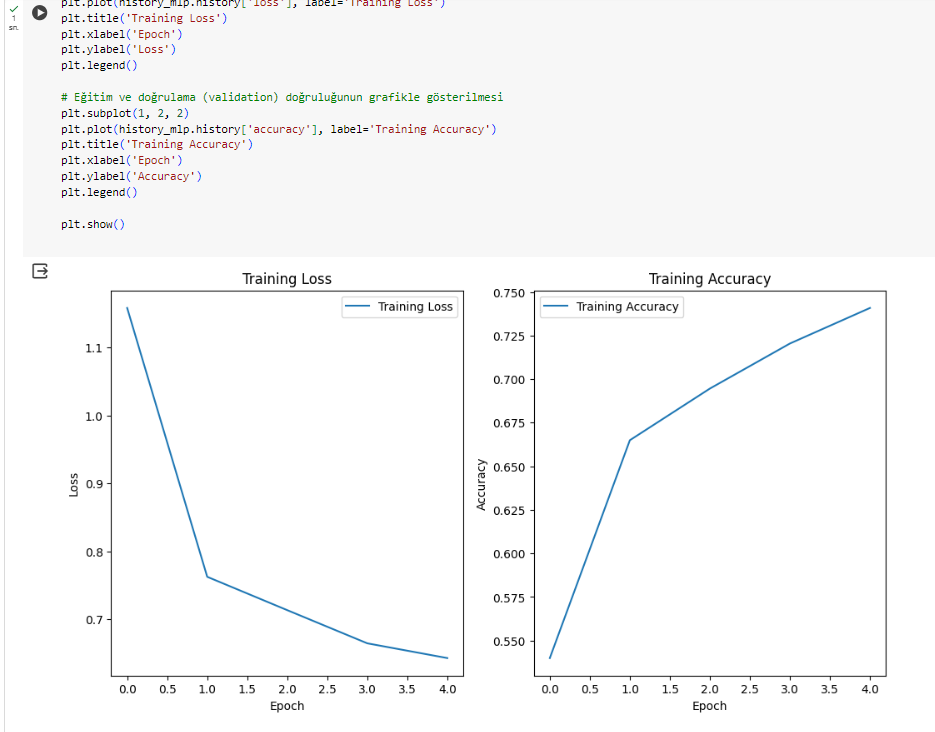 plt.plot(history_mlp.history['loss'], label='Training Loss')
1
plt.title('Training Loss')
sn.
plt.xlabel('Epoch')
plt.ylabel('Loss')
plt.legend()
# Eğitim ve doğrulama (validation) doğruluğunun grafikle gösterilmesi
plt.subplot(1, 2, 2)
plt.plot(history_mlp.history['accuracy'], label='Training Accuracy')
plt.title('Training Accuracy')
plt.xlabel('Epoch')
plt.ylabel('Accuracy')
plt.legend()
plt.show()
Training Loss
Training Loss
1.1
1.0
0.9
0.8
0.7
Loss
0.0 0.5 1.0 1.5 2.0 2.5 3.0 3.5 4.0
Epoch
Training Accuracy
Training Accuracy
0.750
0.725
0.700
0.675
0.650
0.625
0.600
0.575
0.550
Accuracy
0.0 0.5 1.0 1.5 2.0 2.5 3.0 3.5 4.0
Epoch